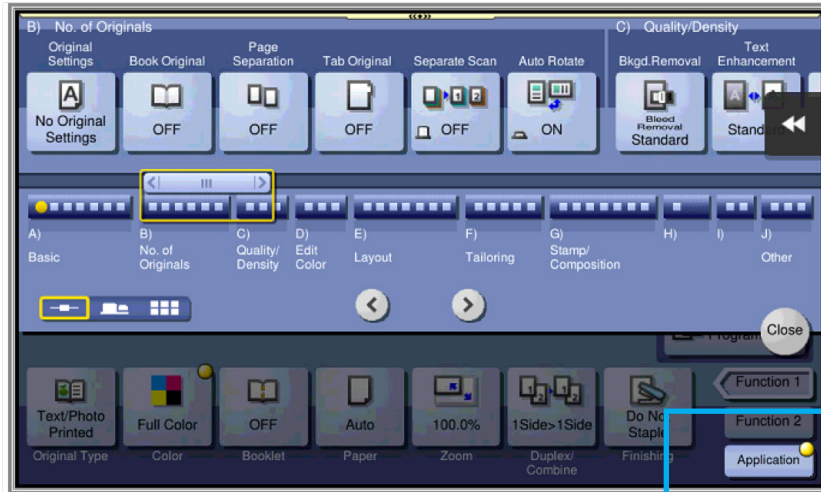 B) No. of Originals
C) Quality/Density
Original
Settings
Book Original
Page
Separation
Tab Original
Separate Scan
Auto Rotate
Bkgd.Removal
Text
Enhancement
No Original
Settings
OFF
OFF
OFF
1 2
OFF
ON
Bleed
Removal
Standard
Standard
A)
Basic
B)
No. of
Originals
C)
Quality/
Density
D)
Edit
Color
E)
Layout
F)
Tailoring
G)
Stamp/
Composition
H)
I)
J)
Other
Close
Program
Text/Photo
Printed
Full Color
OFF
Auto
100.0%
1Side>1Side
Do Not
Staple
Function 1
Function 2
Application
Original Type
Color
Booklet
Paper
Zoom
Duplex/
Combine
Finishing